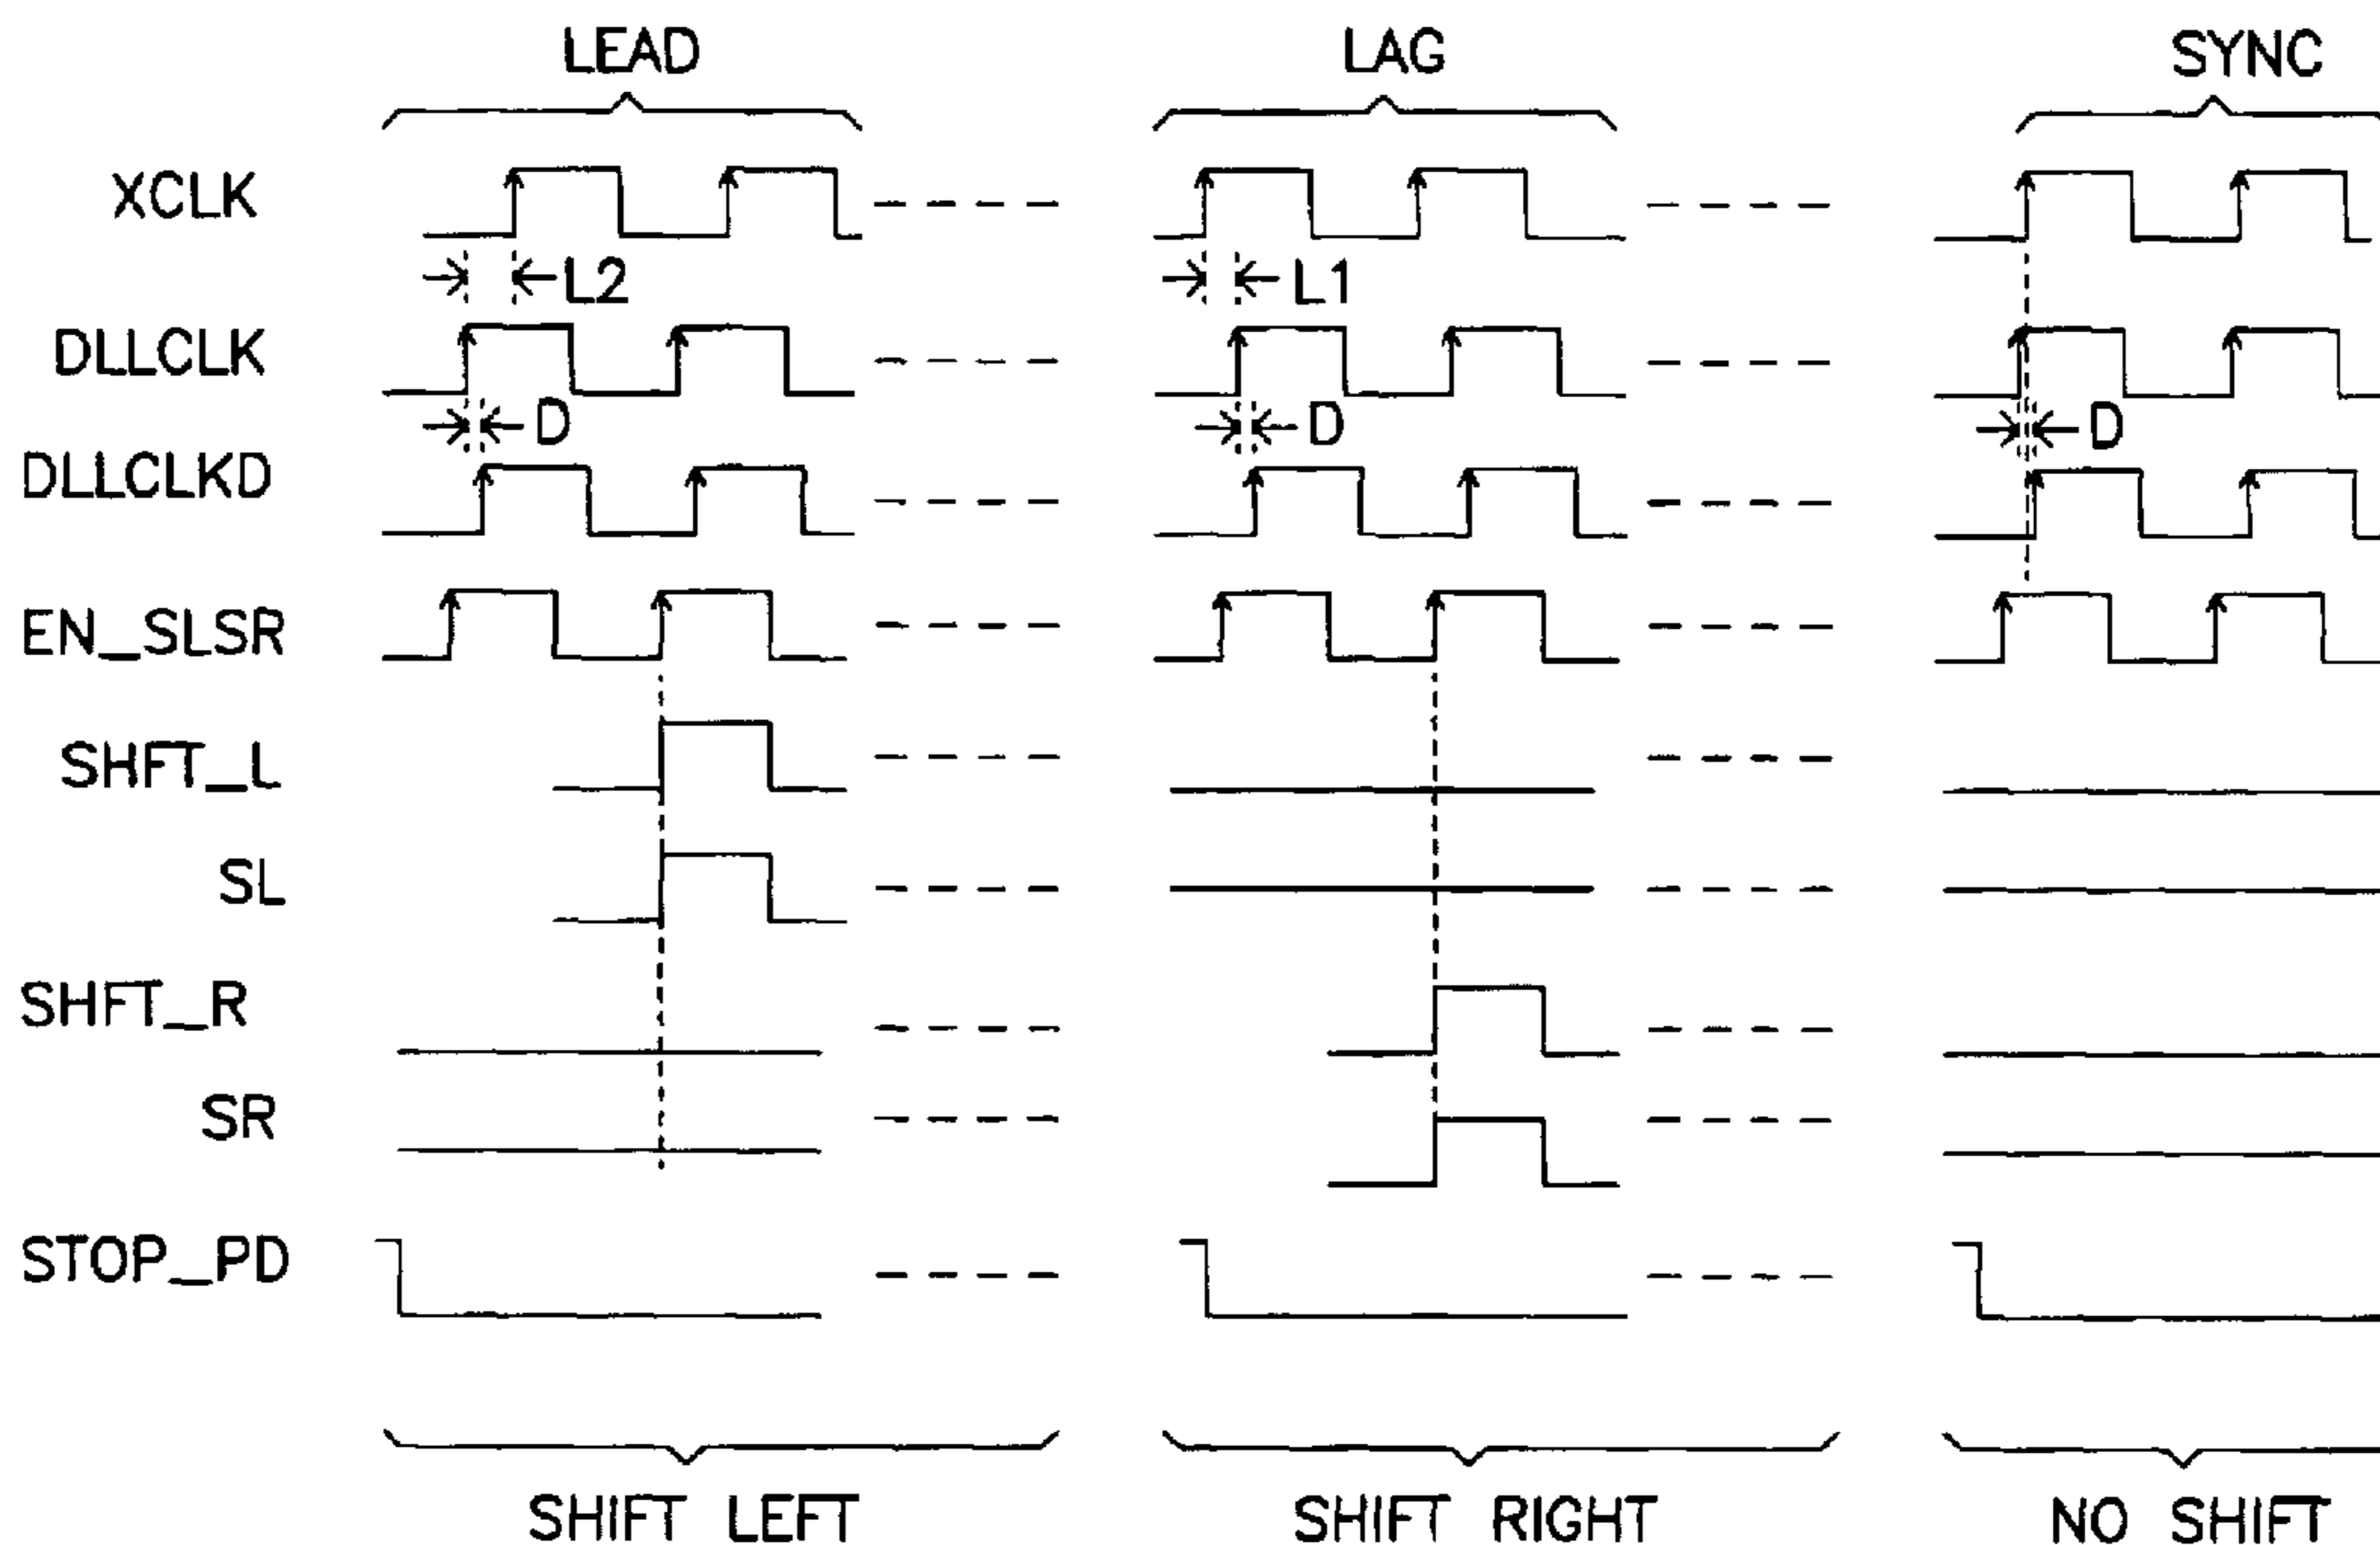 LEAD LAG SYNC
XCLK
L2 L1
DLLCLK
D D D
DLLCLKD
EN_SLSR
SHFT_L
SL
SHFT_R
SR
STOP_PD
SHIFT LEFT SHIFT RIGHT NO SHIFT